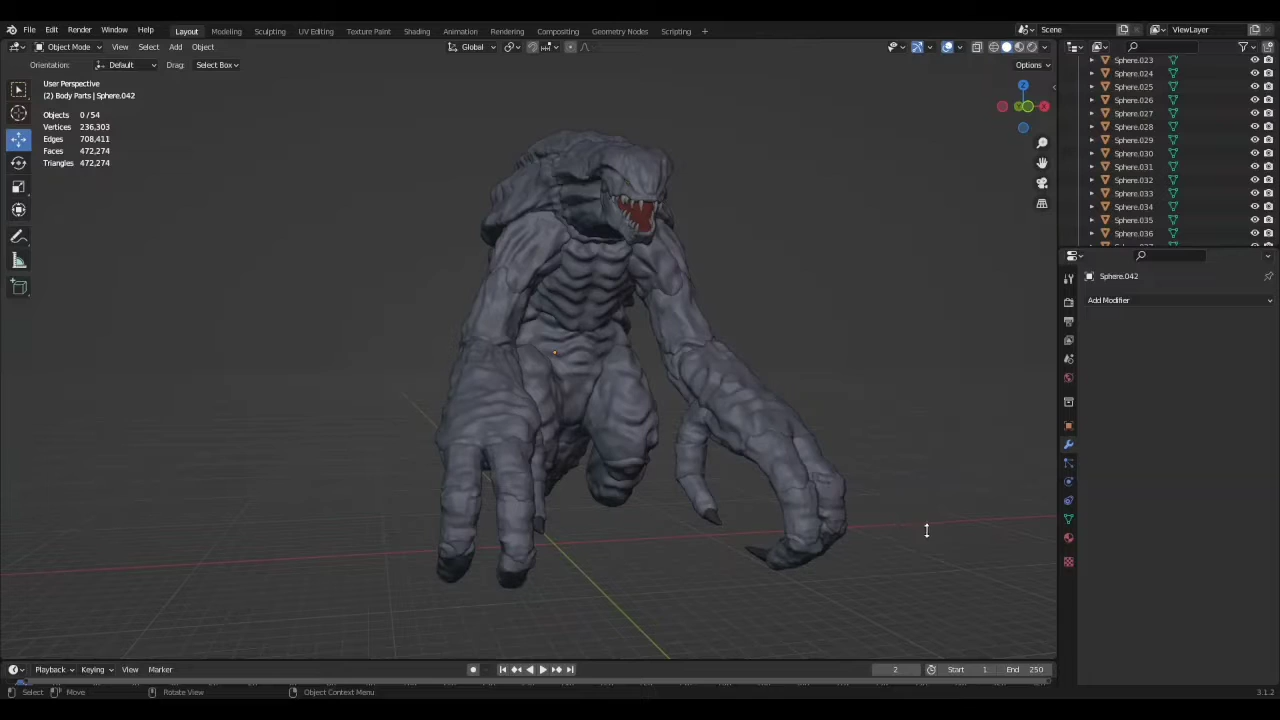 File Edit Render Window Help Layout Modeling Sculpting UV Editing Texture Paint Shading Animation Rendering Compositing Geometry Nodes Scripting + Scene ViewLayer
Object Mode View Select Add Object Global
Orientation: Default Drag: Select Box Options
User Perspective
(2) Body Parts | Sphere.042
Objects 0/54
Vertices 236,303
Edges 708,411
Faces 472,274
Triangles 472,274
Z
X
Y
Sphere.023
Sphere.024
Sphere.025
Sphere.026
Sphere.027
Sphere.028
Sphere.029
Sphere.030
Sphere.031
Sphere.032
Sphere.033
Sphere.034
Sphere.035
Sphere.036
Sphere.042
Add Modifier
Playback Keying View Marker 2 Start 1 End 250
Select Move Rotate View Object Context Menu 3.1.2